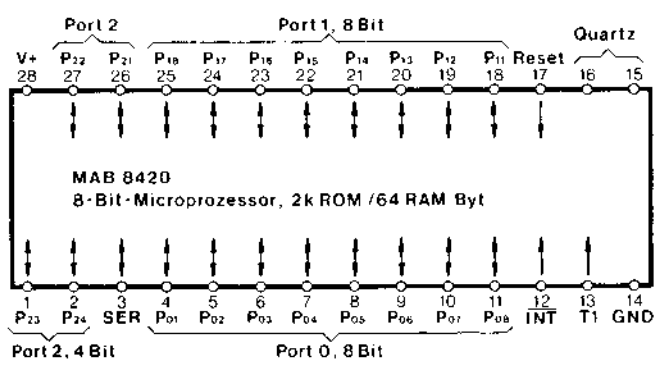 Port 2 Port 1, 8 Bit Quartz
V+ P22 P21 P18 P17 P16 P15 P14 P13 P12 P11 Reset
28 27 26 25 24 23 22 21 20 19 18 17 16 15
MAB 8420
8-Bit-Microprozessor, 2k ROM /64 RAM Byt
1 2 3 4 5 6 7 8 9 10 11 12 13 14
P23 P24 SER P01 P02 P03 P04 P05 P06 P07 P08 INT T1 GND
Port 2, 4 Bit Port 0, 8 Bit